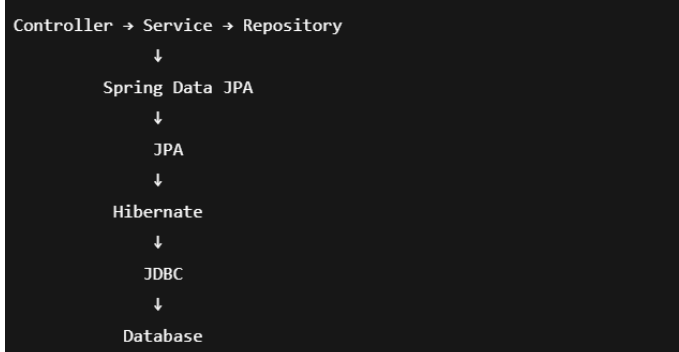 Controller → Service → Repository
↓
Spring Data JPA
↓
JPA
↓
Hibernate
↓
JDBC
↓
Database